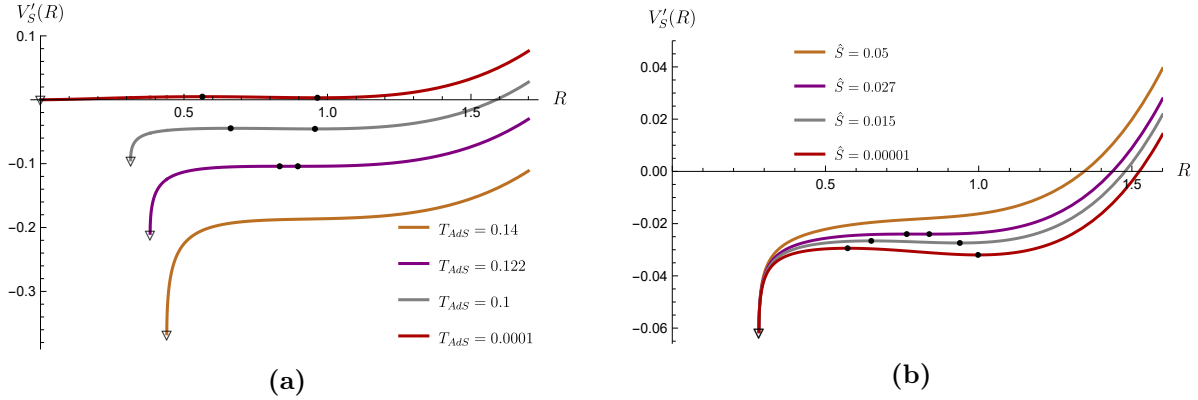 V′_S(R)
0.1
−0.1
−0.2
−0.3
0.5
1.0
1.5
R
T_AdS = 0.14
T_AdS = 0.122
T_AdS = 0.1
T_AdS = 0.0001
(a)
V′_S(R)
0.04
0.02
0.00
−0.02
−0.04
−0.06
0.5
1.0
1.5
R
Ŝ = 0.05
Ŝ = 0.027
Ŝ = 0.015
Ŝ = 0.00001
(b)